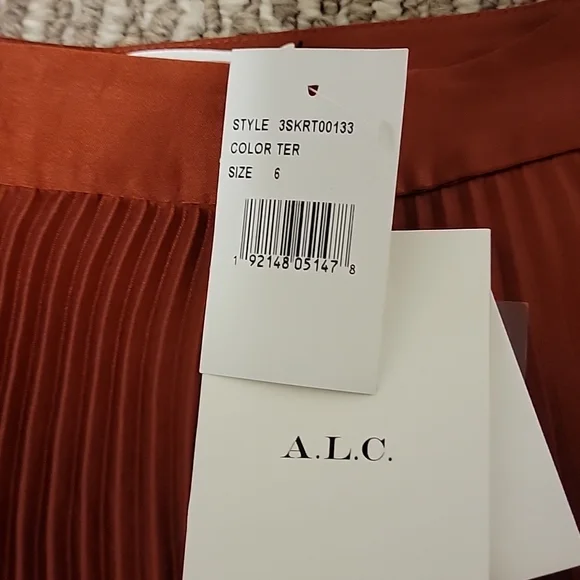 STYLE 3SKRT00133
COLOR TER
SIZE 6
1 92148 05147 8
A.L.C.